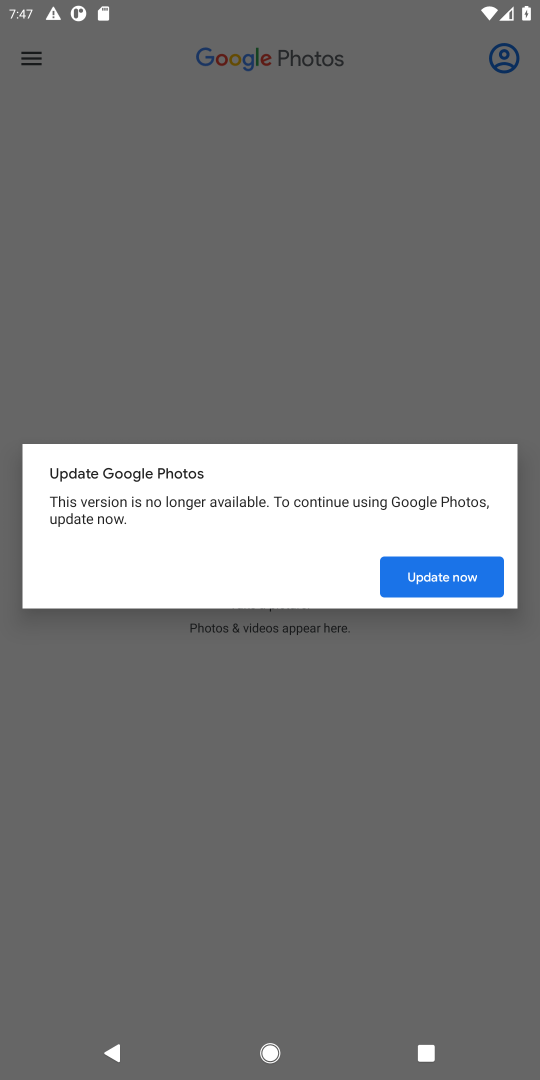 7:47
Google Photos
Update Google Photos
This version is no longer available. To continue using Google Photos,
update now.
Update now
Photos & videos appear here.